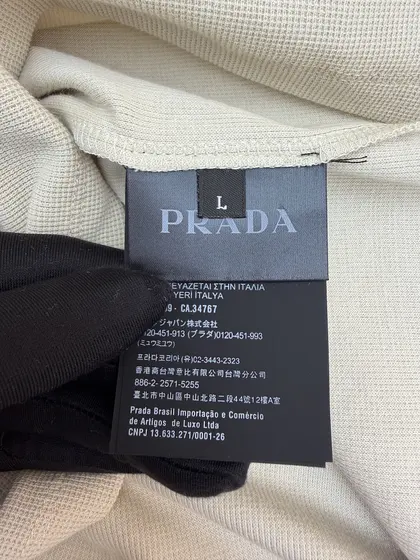 L
PRADA
ΕΥΑΖΕΤΑΙ ΣΤΗΝ ΙΤΑΛΙΑ
YERİ İTALYA
9 - CA.34767
ジャパン株式会社
0120-451-913 (プラダ)0120-451-993
(ミュウミュウ)
프라다코리아(유)02-3443-2323
香港商台灣意比有限公司台灣分公司
886-2- 2571-5255
臺北市中山區中山北路二段44號12樓A室
Prada Brasil Importação e Comércio
de Artigos de Luxo Ltda
CNPJ 13.633.271/0001-26